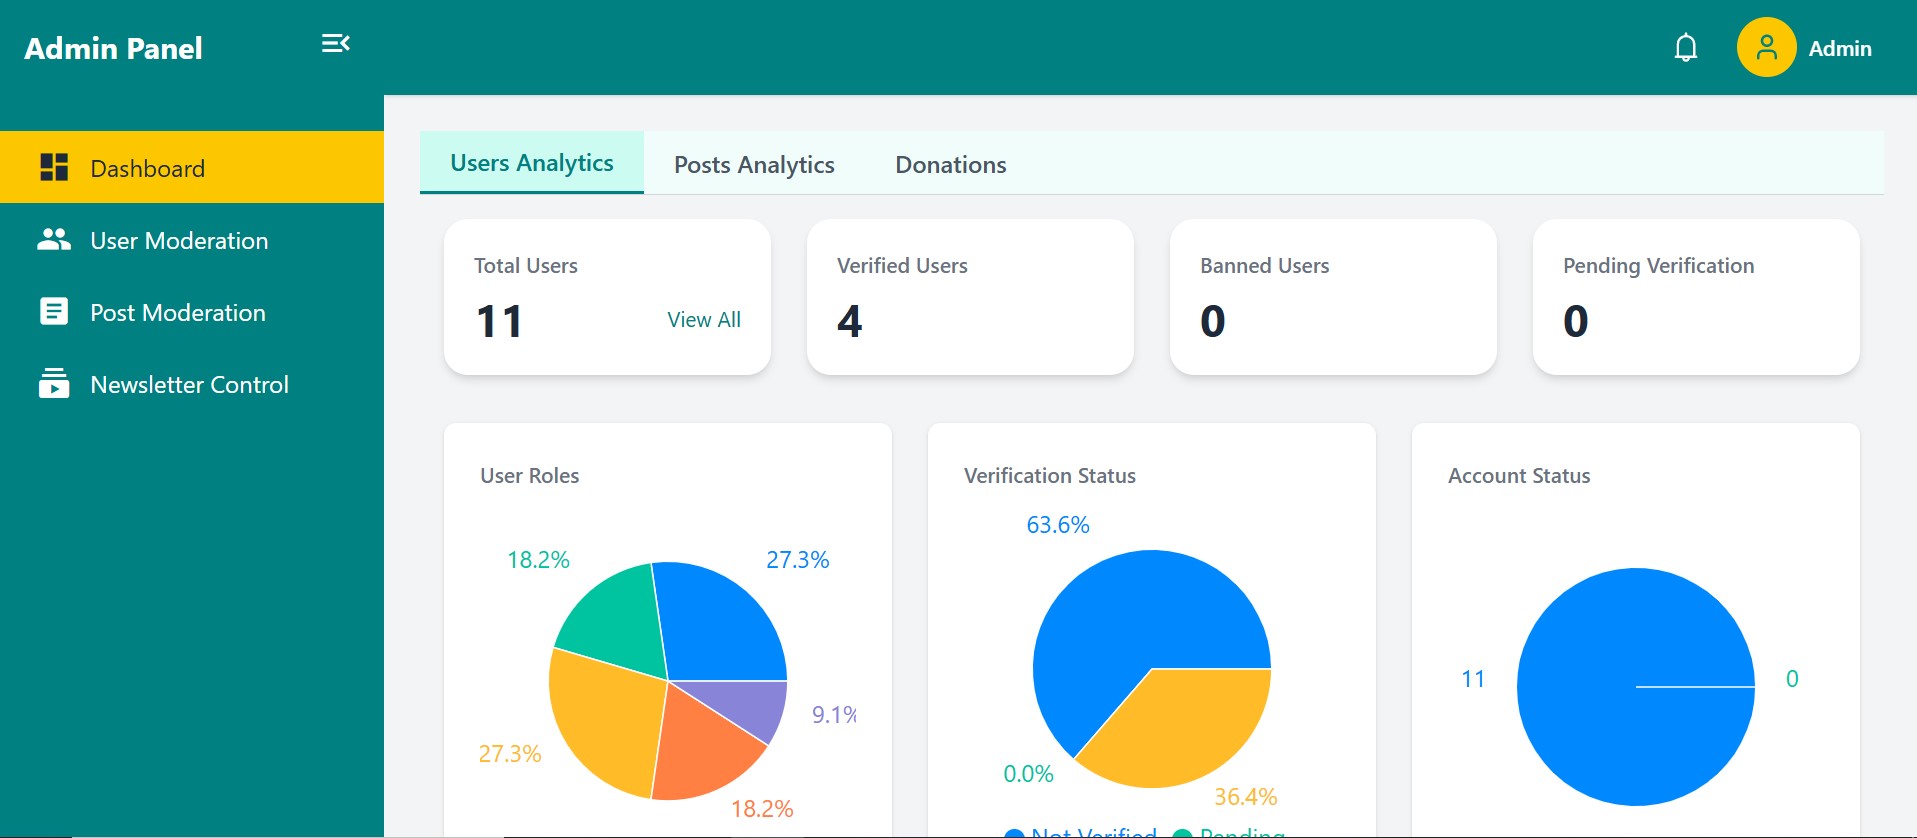 Admin Panel
Admin
Dashboard
User Moderation
Post Moderation
Newsletter Control
Users Analytics
Posts Analytics
Donations
Total Users
11
View All
Verified Users
4
Banned Users
0
Pending Verification
0
User Roles
18.2%
27.3%
9.1%
27.3%
18.2%
Verification Status
63.6%
0.0%
36.4%
Not Verified
Pending
Account Status
11
0